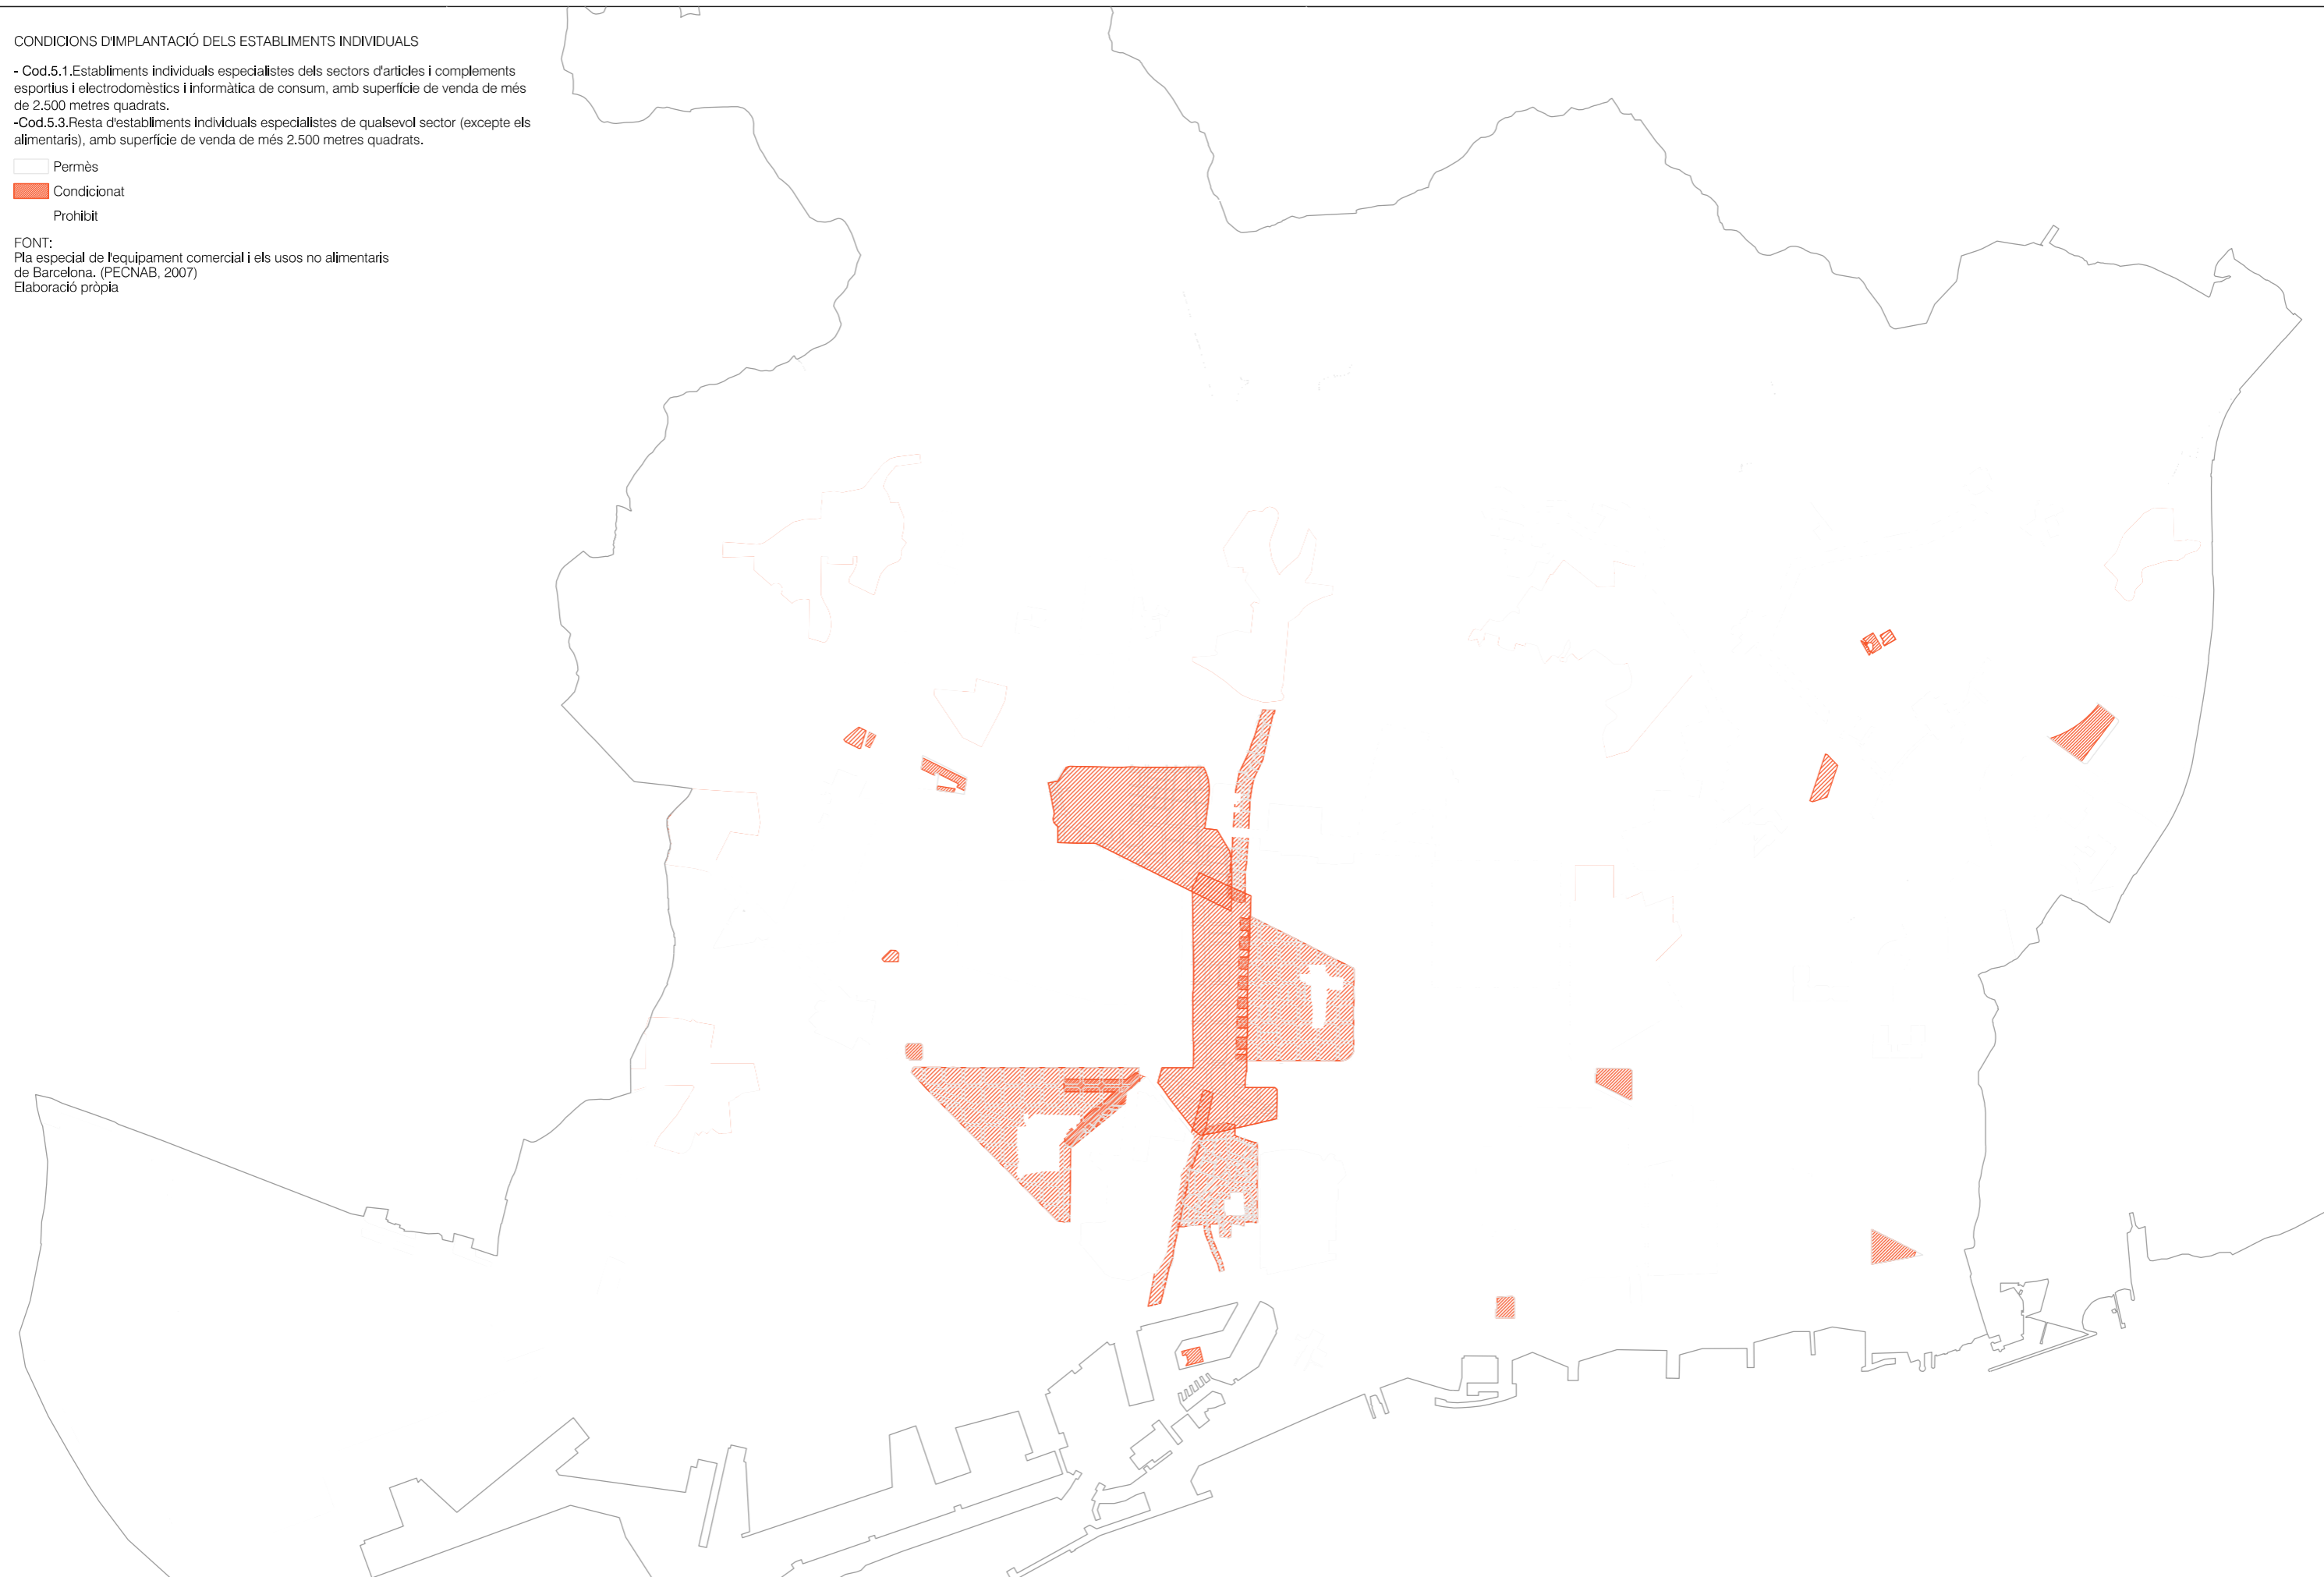 CONDICIONS D'IMPLANTACIÓ DELS ESTABLIMENTS INDIVIDUALS
- Cod.5.1.Establiments individuals especialistes dels sectors d'articles i complements
esportius i electrodomèstics i informàtica de consum, amb superfície de venda de més
de 2.500 metres quadrats.
-Cod.5.3.Resta d'establiments individuals especialistes de qualsevol sector (excepte els
alimentaris), amb superfície de venda de més 2.500 metres quadrats.
Permès
Condicionat
Prohibit
FONT:
Pla especial de l'equipament comercial i els usos no alimentaris
de Barcelona. (PECNAB, 2007)
Elaboració pròpia